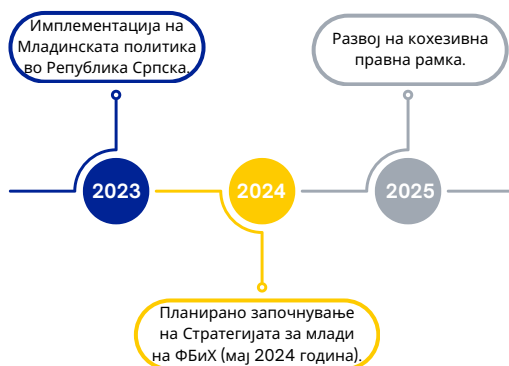 Имплементација на
Младинската политика
во Република Српска.
Развој на кохезивна
правна рамка.
2023
2024
2025
Планирано започнување
на Стратегијата за млади
на ФБиХ (мај 2024 година).